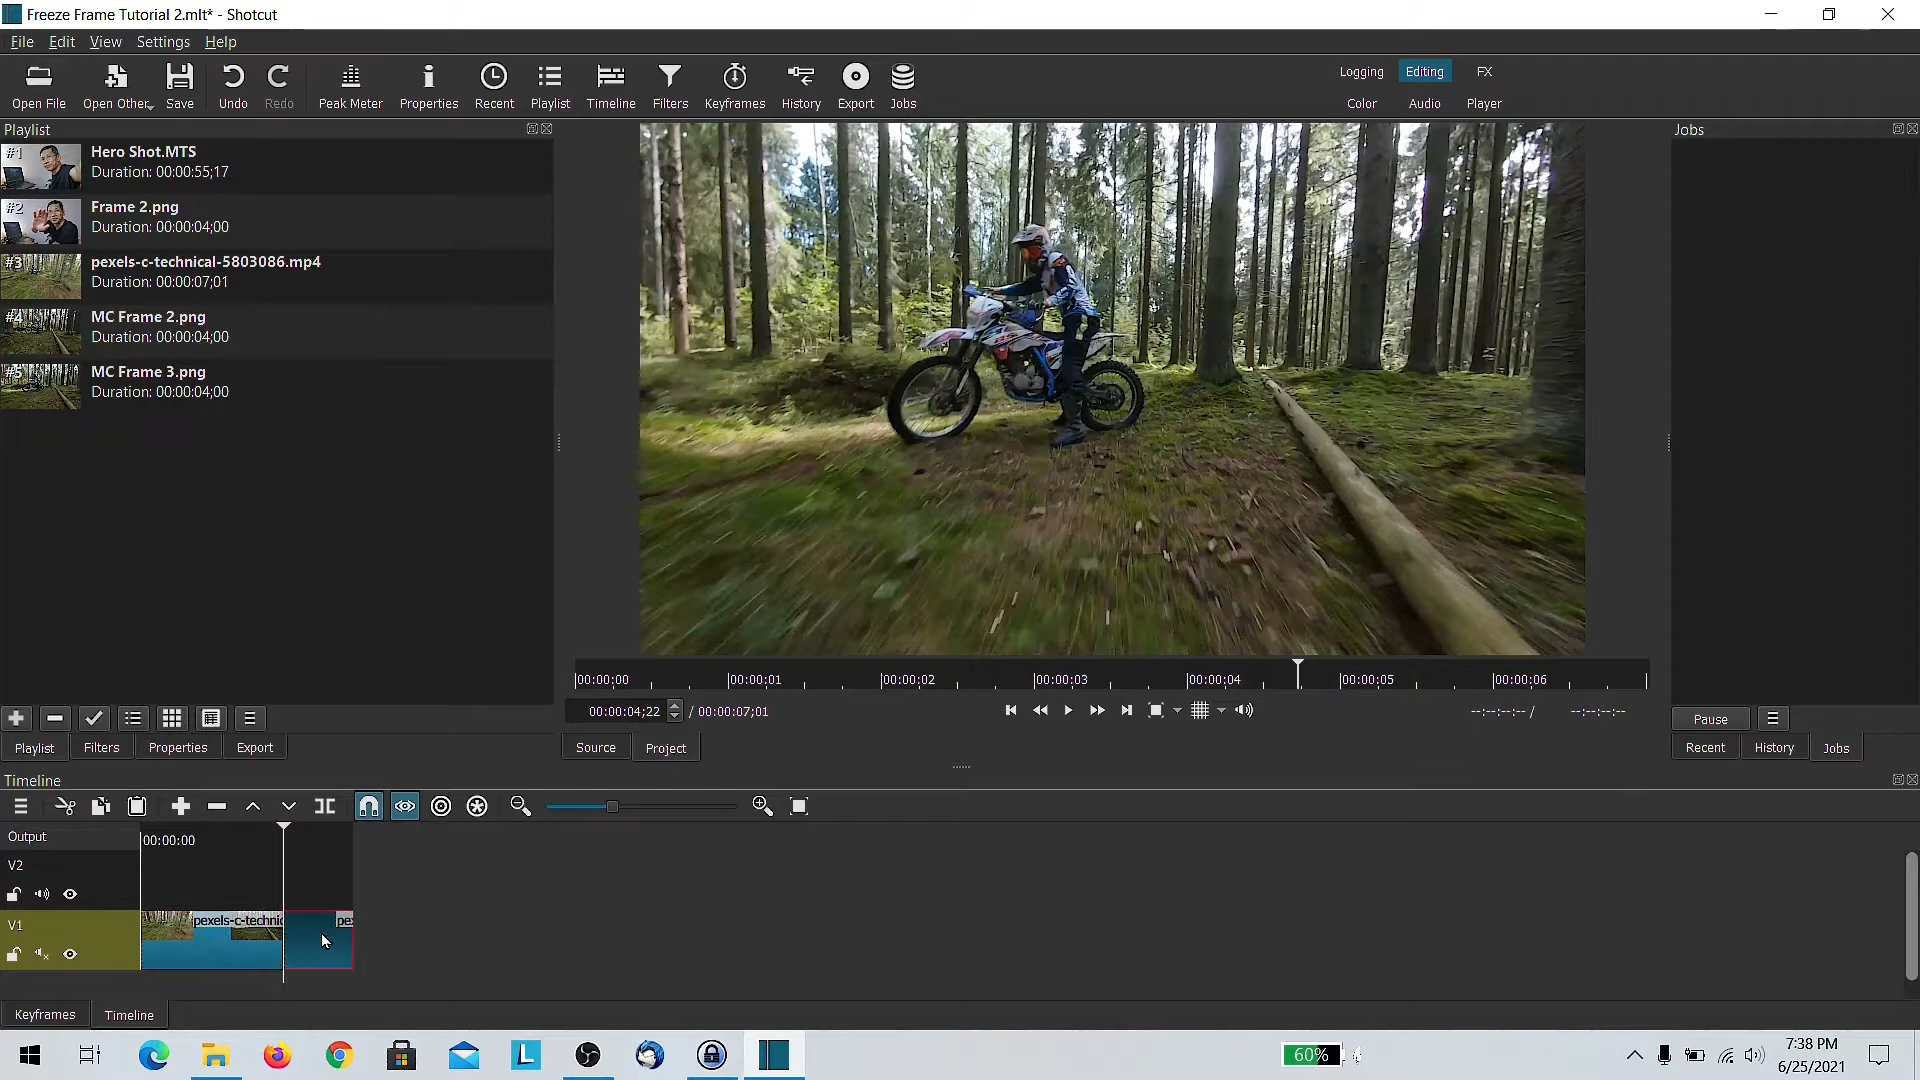 Freeze Frame Tutorial 2.mlt* - Shotcut
File Edit View Settings Help
Open File Open Other Save Undo Redo Peak Meter Properties Recent Playlist Timeline Filters Keyframes History Export Jobs
Logging Editing FX
Color Audio Player
Playlist
Jobs
#1 Hero Shot.MTS
Duration: 00:00:55;17
#2 Frame 2.png
Duration: 00:00:04;00
#3 pexels-c-technical-5803086.mp4
Duration: 00:00:07;01
#4 MC Frame 2.png
Duration: 00:00:04;00
#5 MC Frame 3.png
Duration: 00:00:04;00
00:00:00 00:00:01 00:00:02 00:00:03 00:00:04 00:00:05 00:00:06
00:00:04;22 / 00:00:07;01
--:--:--:-- / --:--:--:--
Pause
Playlist Filters Properties Export
Source Project
Recent History Jobs
Timeline
Output
00:00:00
V2
V1
pexels-c-technic
pe
Keyframes Timeline
60%
7:38 PM
6/25/2021